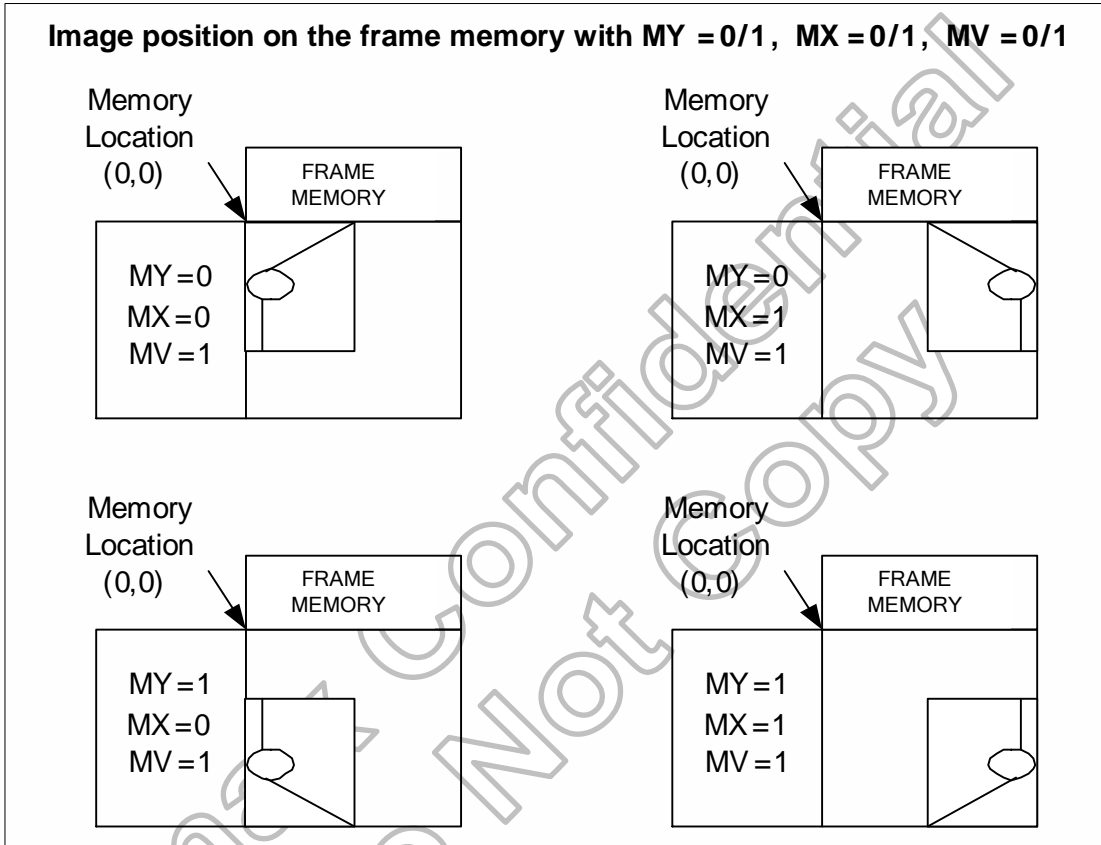 Image position on the frame memory with MY =0/1, MX =0/1, MV =0/1
Memory
Location
(0,0)
FRAME
MEMORY
MY=0
MX=0
MV=1
Memory
Location
(0,0)
FRAME
MEMORY
MY=0
MX=1
MV=1
Memory
Location
(0,0)
FRAME
MEMORY
MY=1
MX=0
MV=1
Memory
Location
(0,0)
FRAME
MEMORY
MY=1
MX=1
MV=1
Confidential
Not Copy